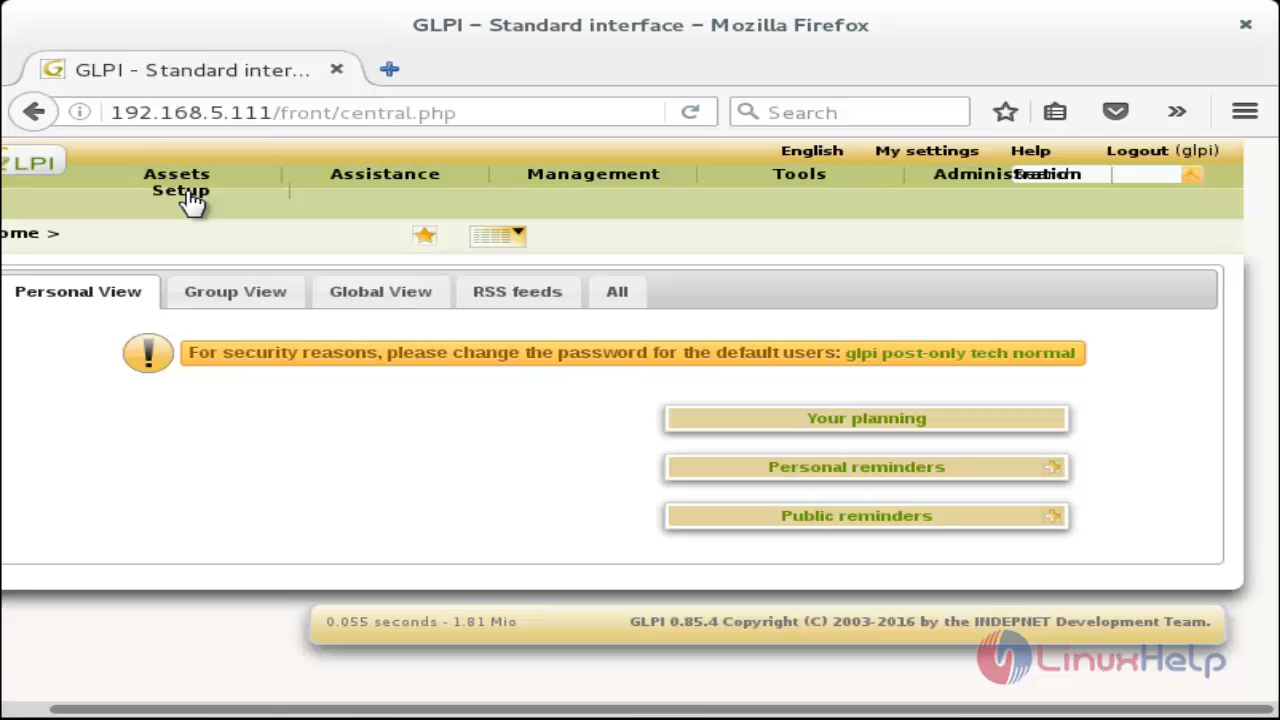 GLPI – Standard interface – Mozilla Firefox
GLPI - Standard inter...
192.168.5.111/front/central.php
Search
English My settings Help Logout (glpi)
LPI
Assets Assistance Management Tools Administration
Setup
ome >
Personal View Group View Global View RSS feeds All
For security reasons, please change the password for the default users: glpi post-only tech normal
Your planning
Personal reminders
Public reminders
0.055 seconds - 1.81 Mio
GLPI 0.85.4 Copyright (C) 2003-2016 by the INDEPNET Development Team.
LinuxHelp